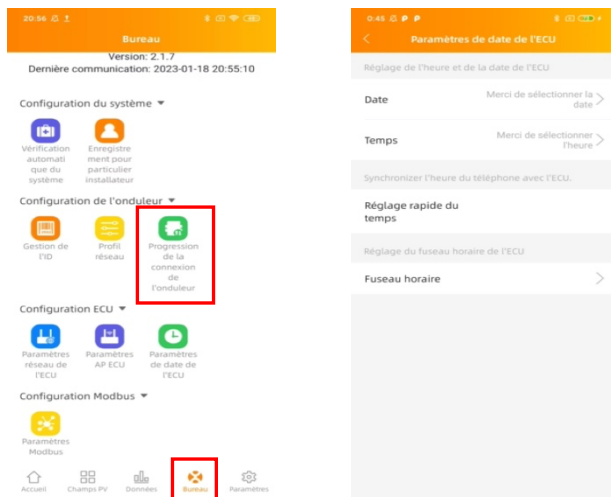 20:56
Bureau
Version: 2.1.7
Dernière communication: 2023-01-18 20:55:10
Configuration du système
Vérification
automati
que du
système
Enregistre
ment pour
particulier
installateur
Configuration de l'onduleur
Gestion de
l'ID
Profil
réseau
Progression
de la
connexion
de
l'onduleur
Configuration ECU
Paramètres
réseau de
l'ECU
Paramètres
AP ECU
Paramètres
de date de
l'ECU
Configuration Modbus
Paramètres
Modbus
Accueil
Champs PV
Données
Bureau
Paramètres
0:45
Paramètres de date de l'ECU
Réglage de l'heure et de la date de l'ECU
Date
Merci de sélectionner la
date
Temps
Merci de sélectionner
l'heure
Synchronizer l'heure du téléphone avec l'ECU.
Réglage rapide du
temps
Réglage du fuseau horaire de l'ECU
Fuseau horaire